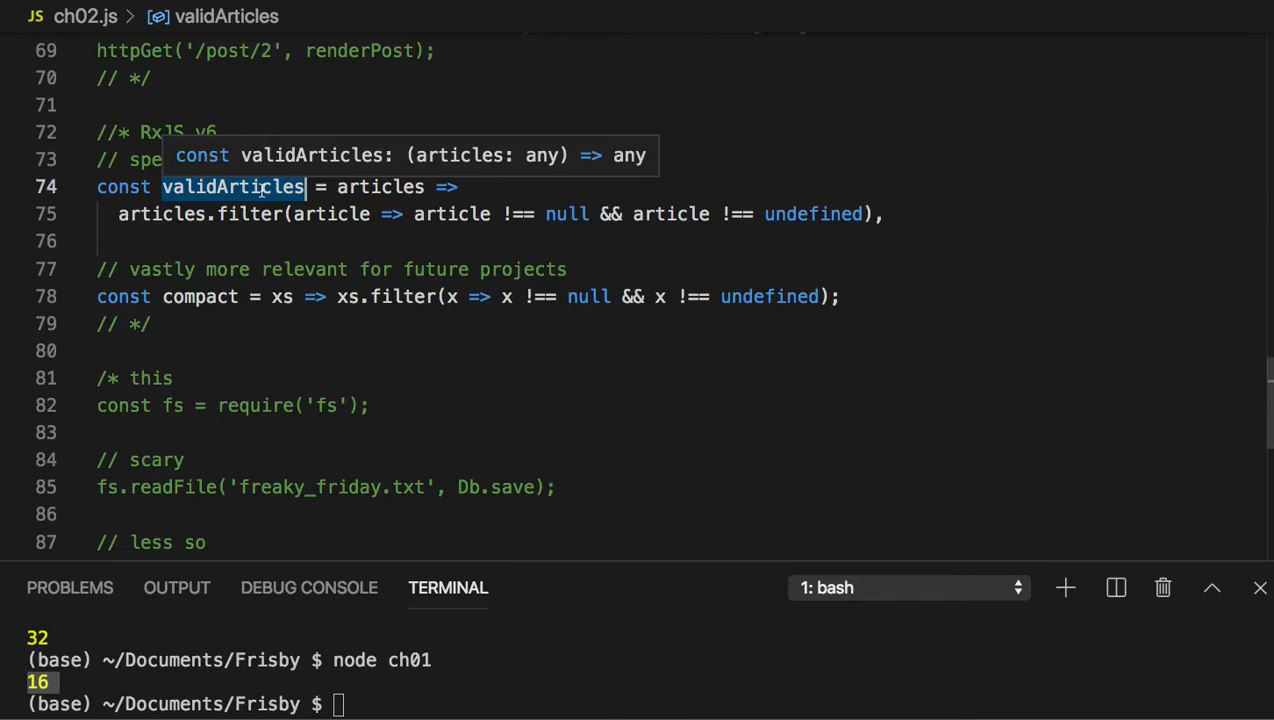 JS ch02.js > validArticles
69 httpGet('/post/2', renderPost);
70 // */
71
72 //* RxJS v6
const validArticles: (articles: any) => any
73 // spe
74 const validArticles = articles =>
75 articles.filter(article => article !== null && article !== undefined),
76
77 // vastly more relevant for future projects
78 const compact = xs => xs.filter(x => x !== null && x !== undefined);
79 // */
80
81 /* this
82 const fs = require('fs');
83
84 // scary
85 fs.readFile('freaky_friday.txt', Db.save);
86
87 // less so
PROBLEMS OUTPUT DEBUG CONSOLE TERMINAL 1: bash
32
(base) ~/Documents/Frisby $ node ch01
16
(base) ~/Documents/Frisby $